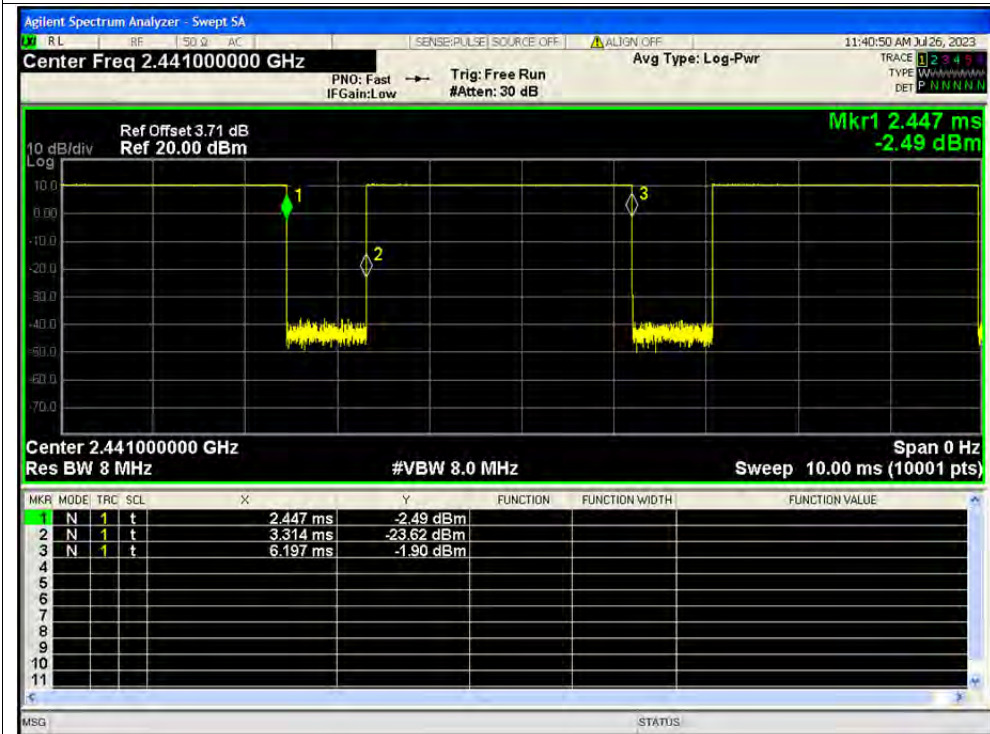 Agilent Spectrum Analyzer - Swept SA
RL RF 50 Ω AC SENSE:PULSE SOURCE OFF ALIGN OFF 11:40:50 AM Jul 26, 2023
Center Freq 2.441000000 GHz Avg Type: Log-Pwr TRACE 1 2 3 4 5 6
PNO: Fast Trig: Free Run TYPE
IFGain:Low #Atten: 30 dB DET P N N N N N
Mkr1 2.447 ms
Ref Offset 3.71 dB
10 dB/div Ref 20.00 dBm -2.49 dBm
Log
10.0
1
3
0.00
-10.0
2
-20.0
-30.0
-40.0
-50.0
-60.0
-70.0
Center 2.441000000 GHz Span 0 Hz
Res BW 8 MHz #VBW 8.0 MHz Sweep 10.00 ms (10001 pts)
MKR MODE TRC SCL X Y FUNCTION FUNCTION WIDTH FUNCTION VALUE
1 N 1 t 2.447 ms -2.49 dBm
2 N 1 t 3.314 ms -23.62 dBm
3 N 1 t 6.197 ms -1.90 dBm
4
5
6
7
8
9
10
11
MSG STATUS